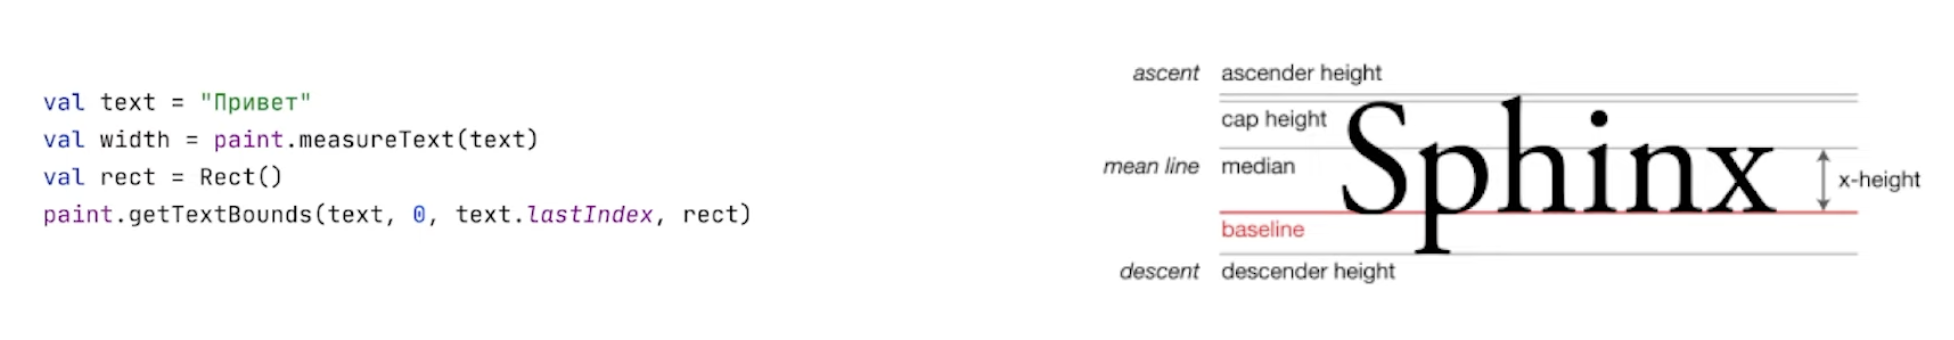 val text = "Привет"
val width = paint.measureText(text)
val rect = Rect()
paint.getTextBounds(text, 0, text.lastIndex, rect)
ascent ascender height
cap height
mean line median
baseline
descent descender height
Sphinx
x-height